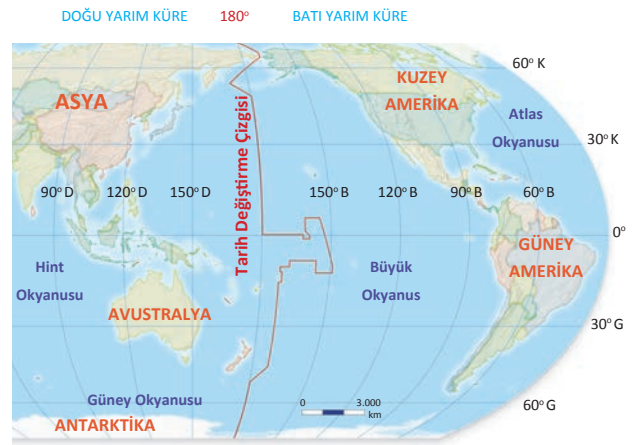 DOĞU YARIM KÜRE 180° BATI YARIM KÜRE
60° K
KUZEY
AMERİKA
ASYA
Atlas
Okyanusu
30° K
Tarih Değiştirme Çizgisi
90° D 120° D 150° D 150° B 120° B 90° B 60° B
0°
GÜNEY
AMERİKA
Hint
Okyanusu
Büyük
Okyanus
AVUSTRALYA
30° G
Güney Okyanusu
0 3.000
km
60° G
ANTARKTİKA